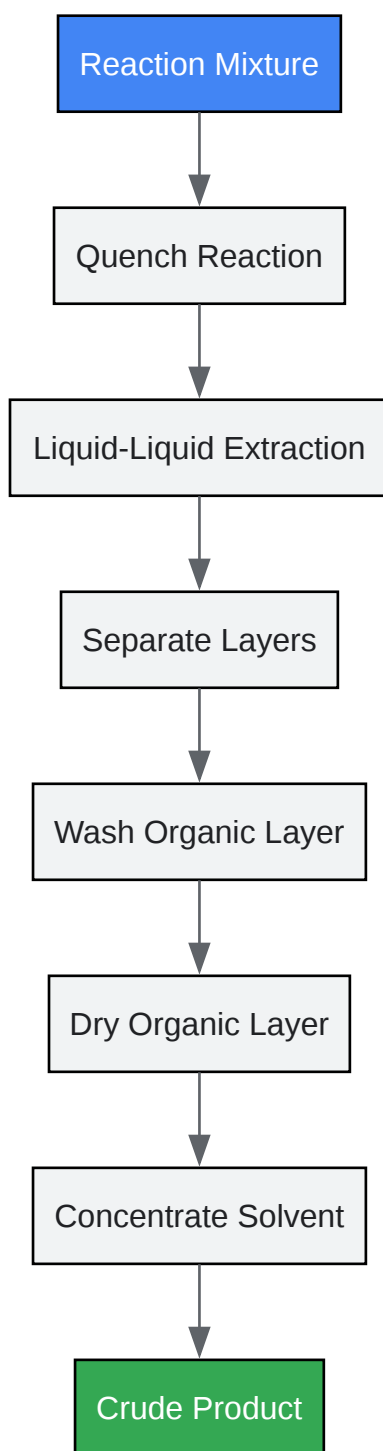 Reaction Mixture
Quench Reaction
Liquid-Liquid Extraction
Separate Layers
Wash Organic Layer
Dry Organic Layer
Concentrate Solvent
Crude Product